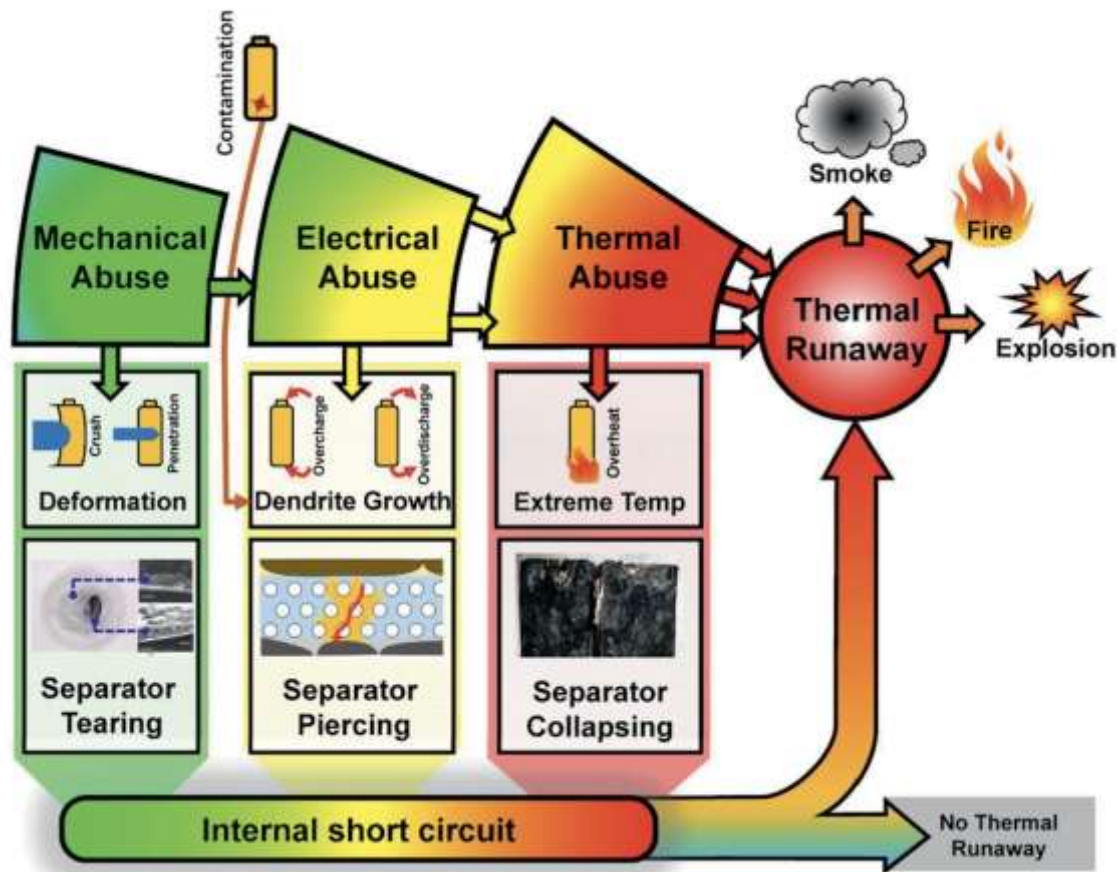 Contamination
Mechanical
Abuse
Electrical
Abuse
Thermal
Abuse
Thermal
Runaway
Smoke
Fire
Explosion
Crush
Penetration
Deformation
Overcharge
Overdischarge
Dendrite Growth
Overheat
Extreme Temp
Separator
Tearing
Separator
Piercing
Separator
Collapsing
Internal short circuit
No Thermal
Runaway